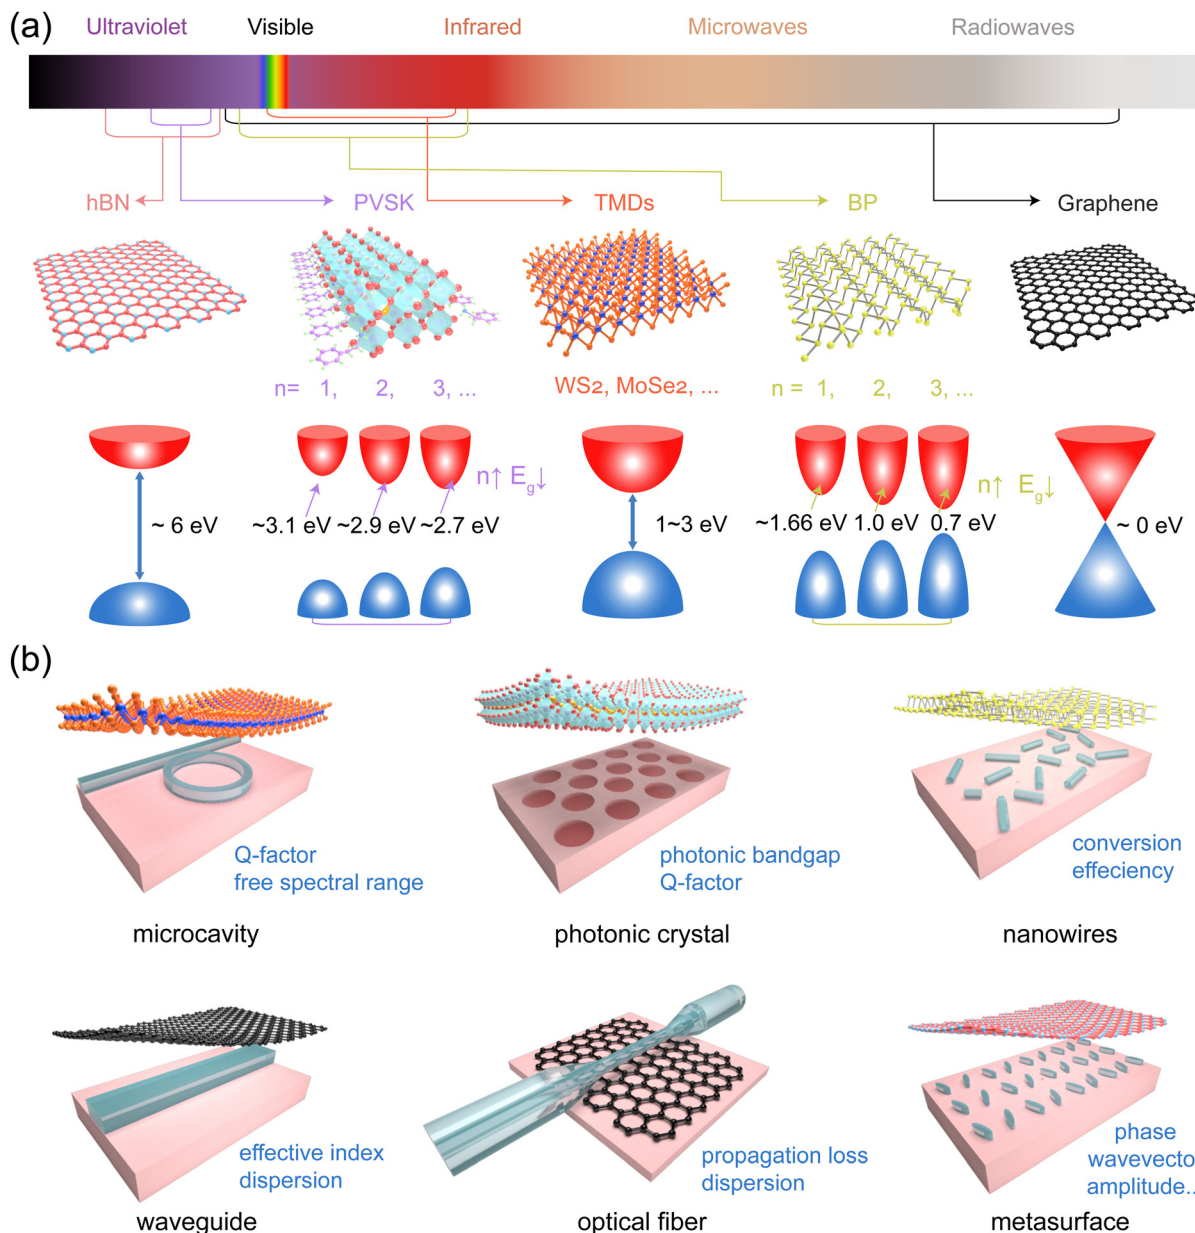 (a)
Ultraviolet
Visible
Infrared
Microwaves
Radiowaves
hBN
PVSK
TMDs
BP
Graphene
n= 1, 2, 3, ...
WS2, MoSe2, ...
n = 1, 2, 3, ...
~ 6 eV
n↑ Eg↓
~3.1 eV ~2.9 eV ~2.7 eV
1~3 eV
n↑ Eg↓
~1.66 eV 1.0 eV 0.7 eV
~ 0 eV
(b)
Q-factor
free spectral range
microcavity
photonic bandgap
Q-factor
photonic crystal
conversion
effeciency
nanowires
effective index
dispersion
waveguide
propagation loss
dispersion
optical fiber
phase
wavevecto
amplitude..
metasurface